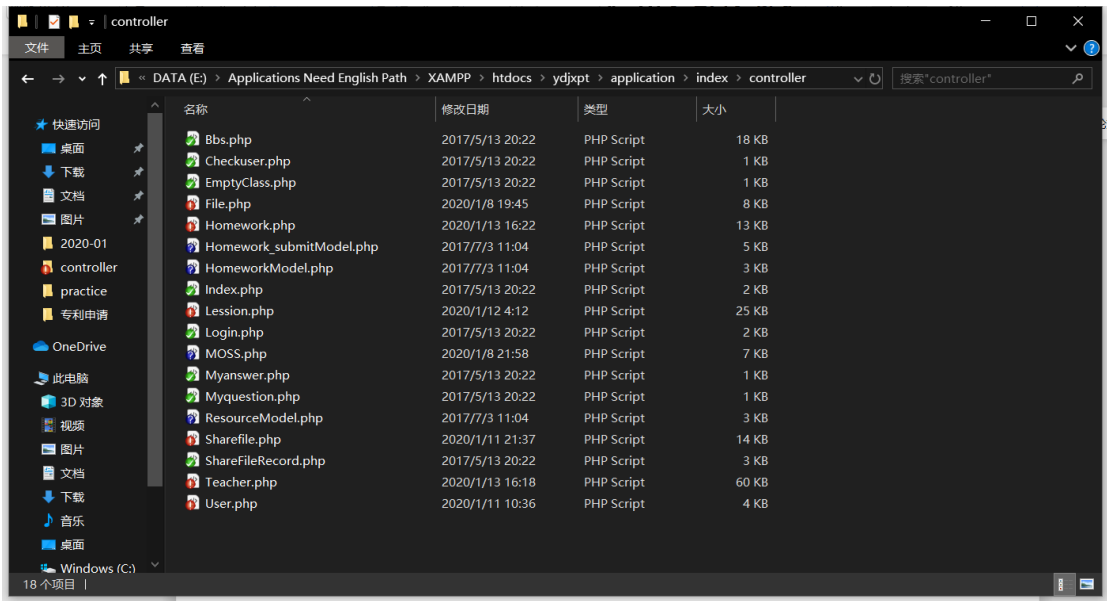 controller
文件 主页 共享 查看
« DATA (E:) > Applications Need English Path > XAMPP > htdocs > ydjxpt > application > index > controller 搜索"controller"
名称 修改日期 类型 大小
快速访问
桌面
下载
文档
图片
2020-01
controller
practice
专利申请
OneDrive
此电脑
3D 对象
视频
图片
文档
下载
音乐
桌面
Windows (C:)
Bbs.php 2017/5/13 20:22 PHP Script 18 KB
Checkuser.php 2017/5/13 20:22 PHP Script 1 KB
EmptyClass.php 2017/5/13 20:22 PHP Script 1 KB
File.php 2020/1/8 19:45 PHP Script 8 KB
Homework.php 2020/1/13 16:22 PHP Script 13 KB
Homework_submitModel.php 2017/7/3 11:04 PHP Script 5 KB
HomeworkModel.php 2017/7/3 11:04 PHP Script 3 KB
Index.php 2017/5/13 20:22 PHP Script 2 KB
Lession.php 2020/1/12 4:12 PHP Script 25 KB
Login.php 2017/5/13 20:22 PHP Script 2 KB
MOSS.php 2020/1/8 21:58 PHP Script 7 KB
Myanswer.php 2017/5/13 20:22 PHP Script 1 KB
Myquestion.php 2017/5/13 20:22 PHP Script 1 KB
ResourceModel.php 2017/7/3 11:04 PHP Script 3 KB
Sharefile.php 2020/1/11 21:37 PHP Script 14 KB
ShareFileRecord.php 2017/5/13 20:22 PHP Script 3 KB
Teacher.php 2020/1/13 16:18 PHP Script 60 KB
User.php 2020/1/11 10:36 PHP Script 4 KB
18 个项目